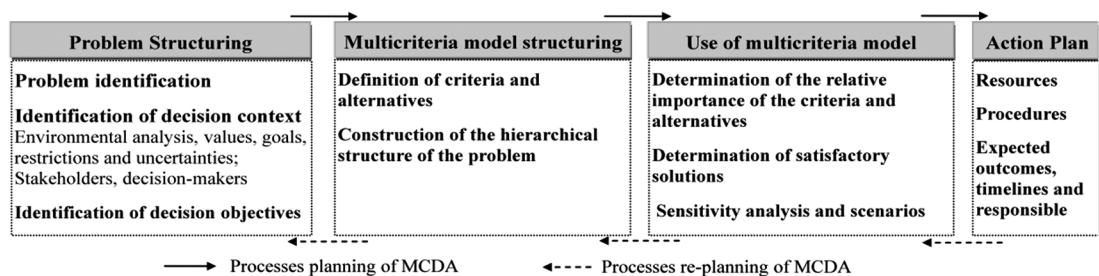 Problem Structuring
Problem identification
Identification of decision context
Environmental analysis, values, goals,
restrictions and uncertainties;
Stakeholders, decision-makers
Identification of decision objectives
Multicriteria model structuring
Definition of criteria and
alternatives
Construction of the hierarchical
structure of the problem
Use of multicriteria model
Determination of the relative
importance of the criteria and
alternatives
Determination of satisfactory
solutions
Sensitivity analysis and scenarios
Action Plan
Resources
Procedures
Expected
outcomes,
timelines and
responsible
Processes planning of MCDA
Processes re-planning of MCDA